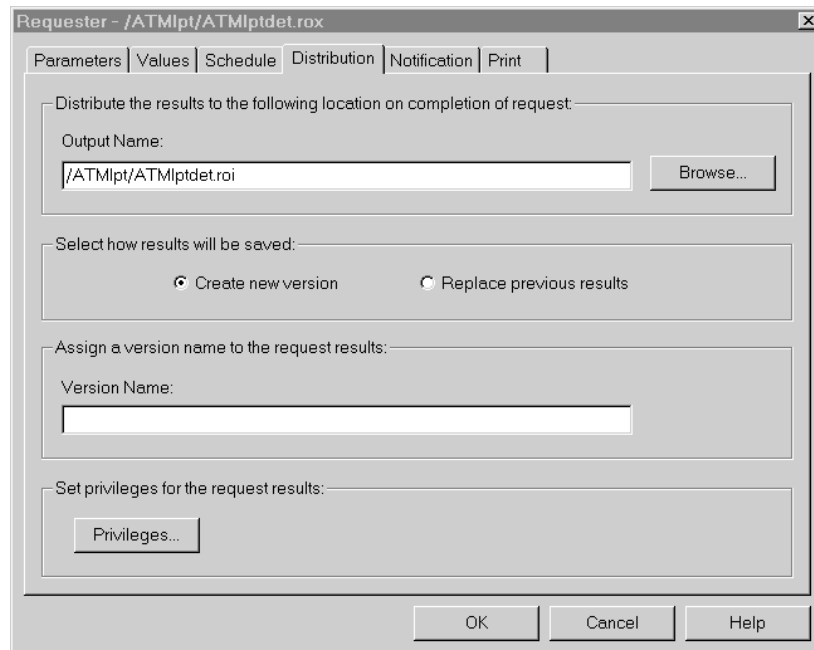 Requester - /ATMlpt/ATMlptdet.rox
Parameters Values Schedule Distribution Notification Print
Distribute the results to the following location on completion of request:
Output Name:
/ATMlpt/ATMlptdet.roi Browse...
Select how results will be saved:
Create new version Replace previous results
Assign a version name to the request results:
Version Name:
Set privileges for the request results:
Privileges...
OK Cancel Help